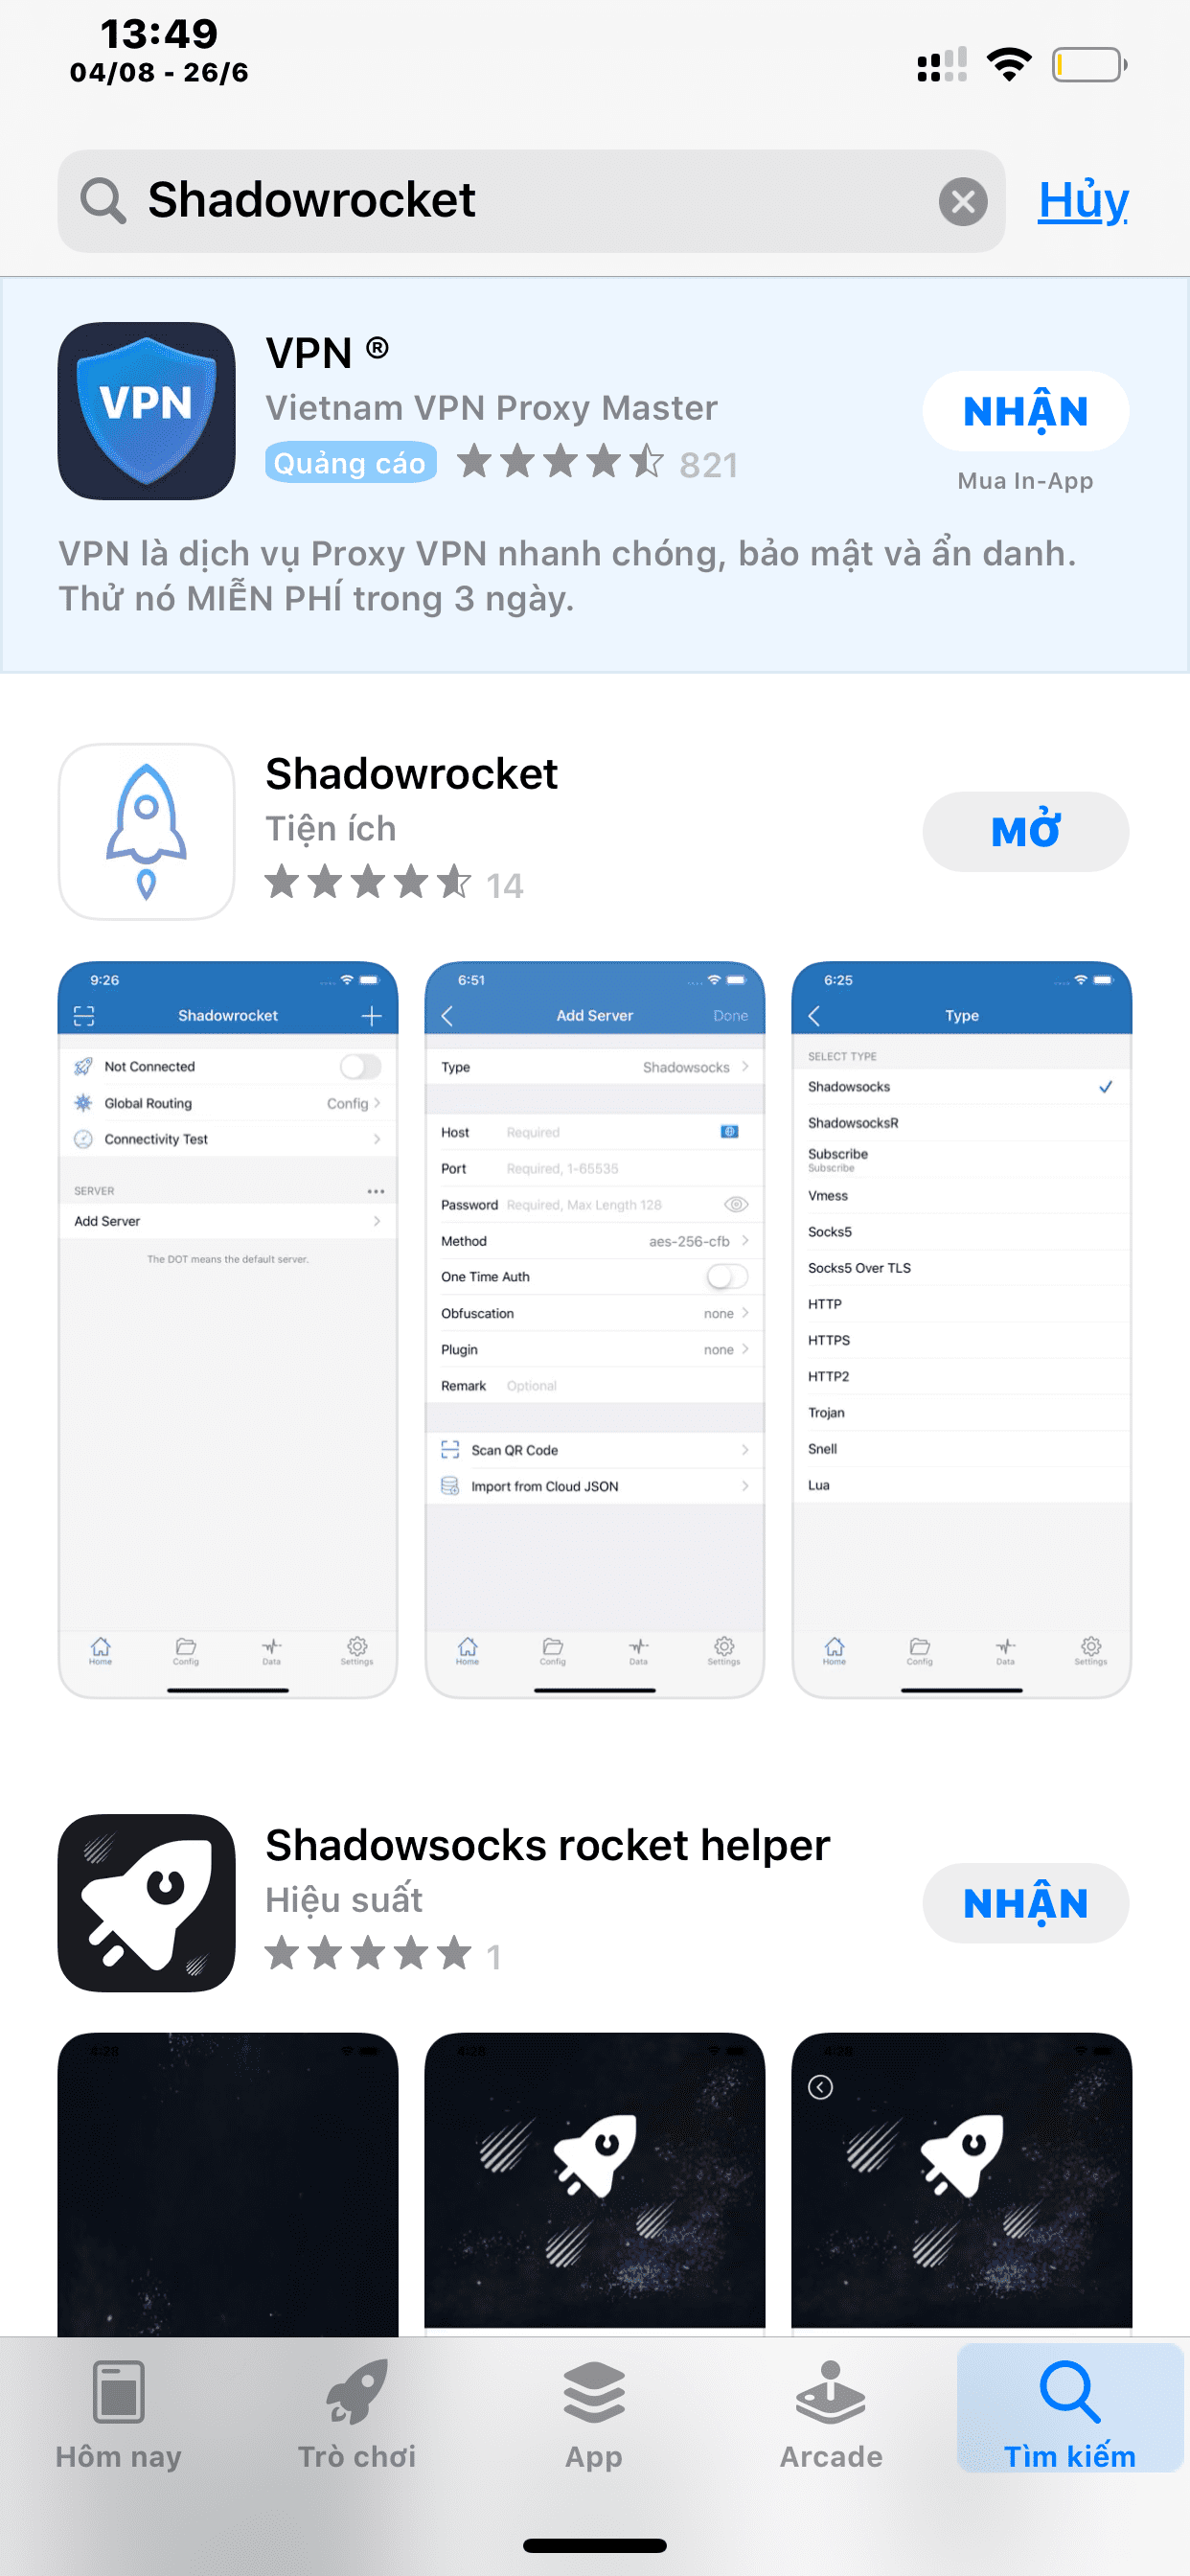 13:49
04/08 - 26/6
Shadowrocket
Hủy
VPN
VPN ®
Vietnam VPN Proxy Master
Quảng cáo
821
NHẬN
Mua In-App
VPN là dịch vụ Proxy VPN nhanh chóng, bảo mật và ẩn danh.
Thử nó MIỄN PHÍ trong 3 ngày.
Shadowrocket
Tiện ích
14
MỞ
9:26
Shadowrocket
Not Connected
Global Routing Config
Connectivity Test
SERVER
Add Server
The DOT means the default server.
Home Config Data Settings
6:51
Add Server Done
Type Shadowsocks
Host Required
Port Required, 1-65535
Password Required, Max Length 128
Method aes-256-cfb
One Time Auth
Obfuscation none
Plugin none
Remark Optional
Scan QR Code
Import from Cloud JSON
Home Config Data Settings
6:25
Type
SELECT TYPE
Shadowsocks
ShadowsocksR
Subscribe
Subscribe
Vmess
Socks5
Socks5 Over TLS
HTTP
HTTPS
HTTP2
Trojan
Snell
Lua
Home Config Data Settings
Shadowsocks rocket helper
Hiệu suất
1
NHẬN
4:28
4:28
4:28
Hôm nay
Trò chơi
App
Arcade
Tìm kiếm